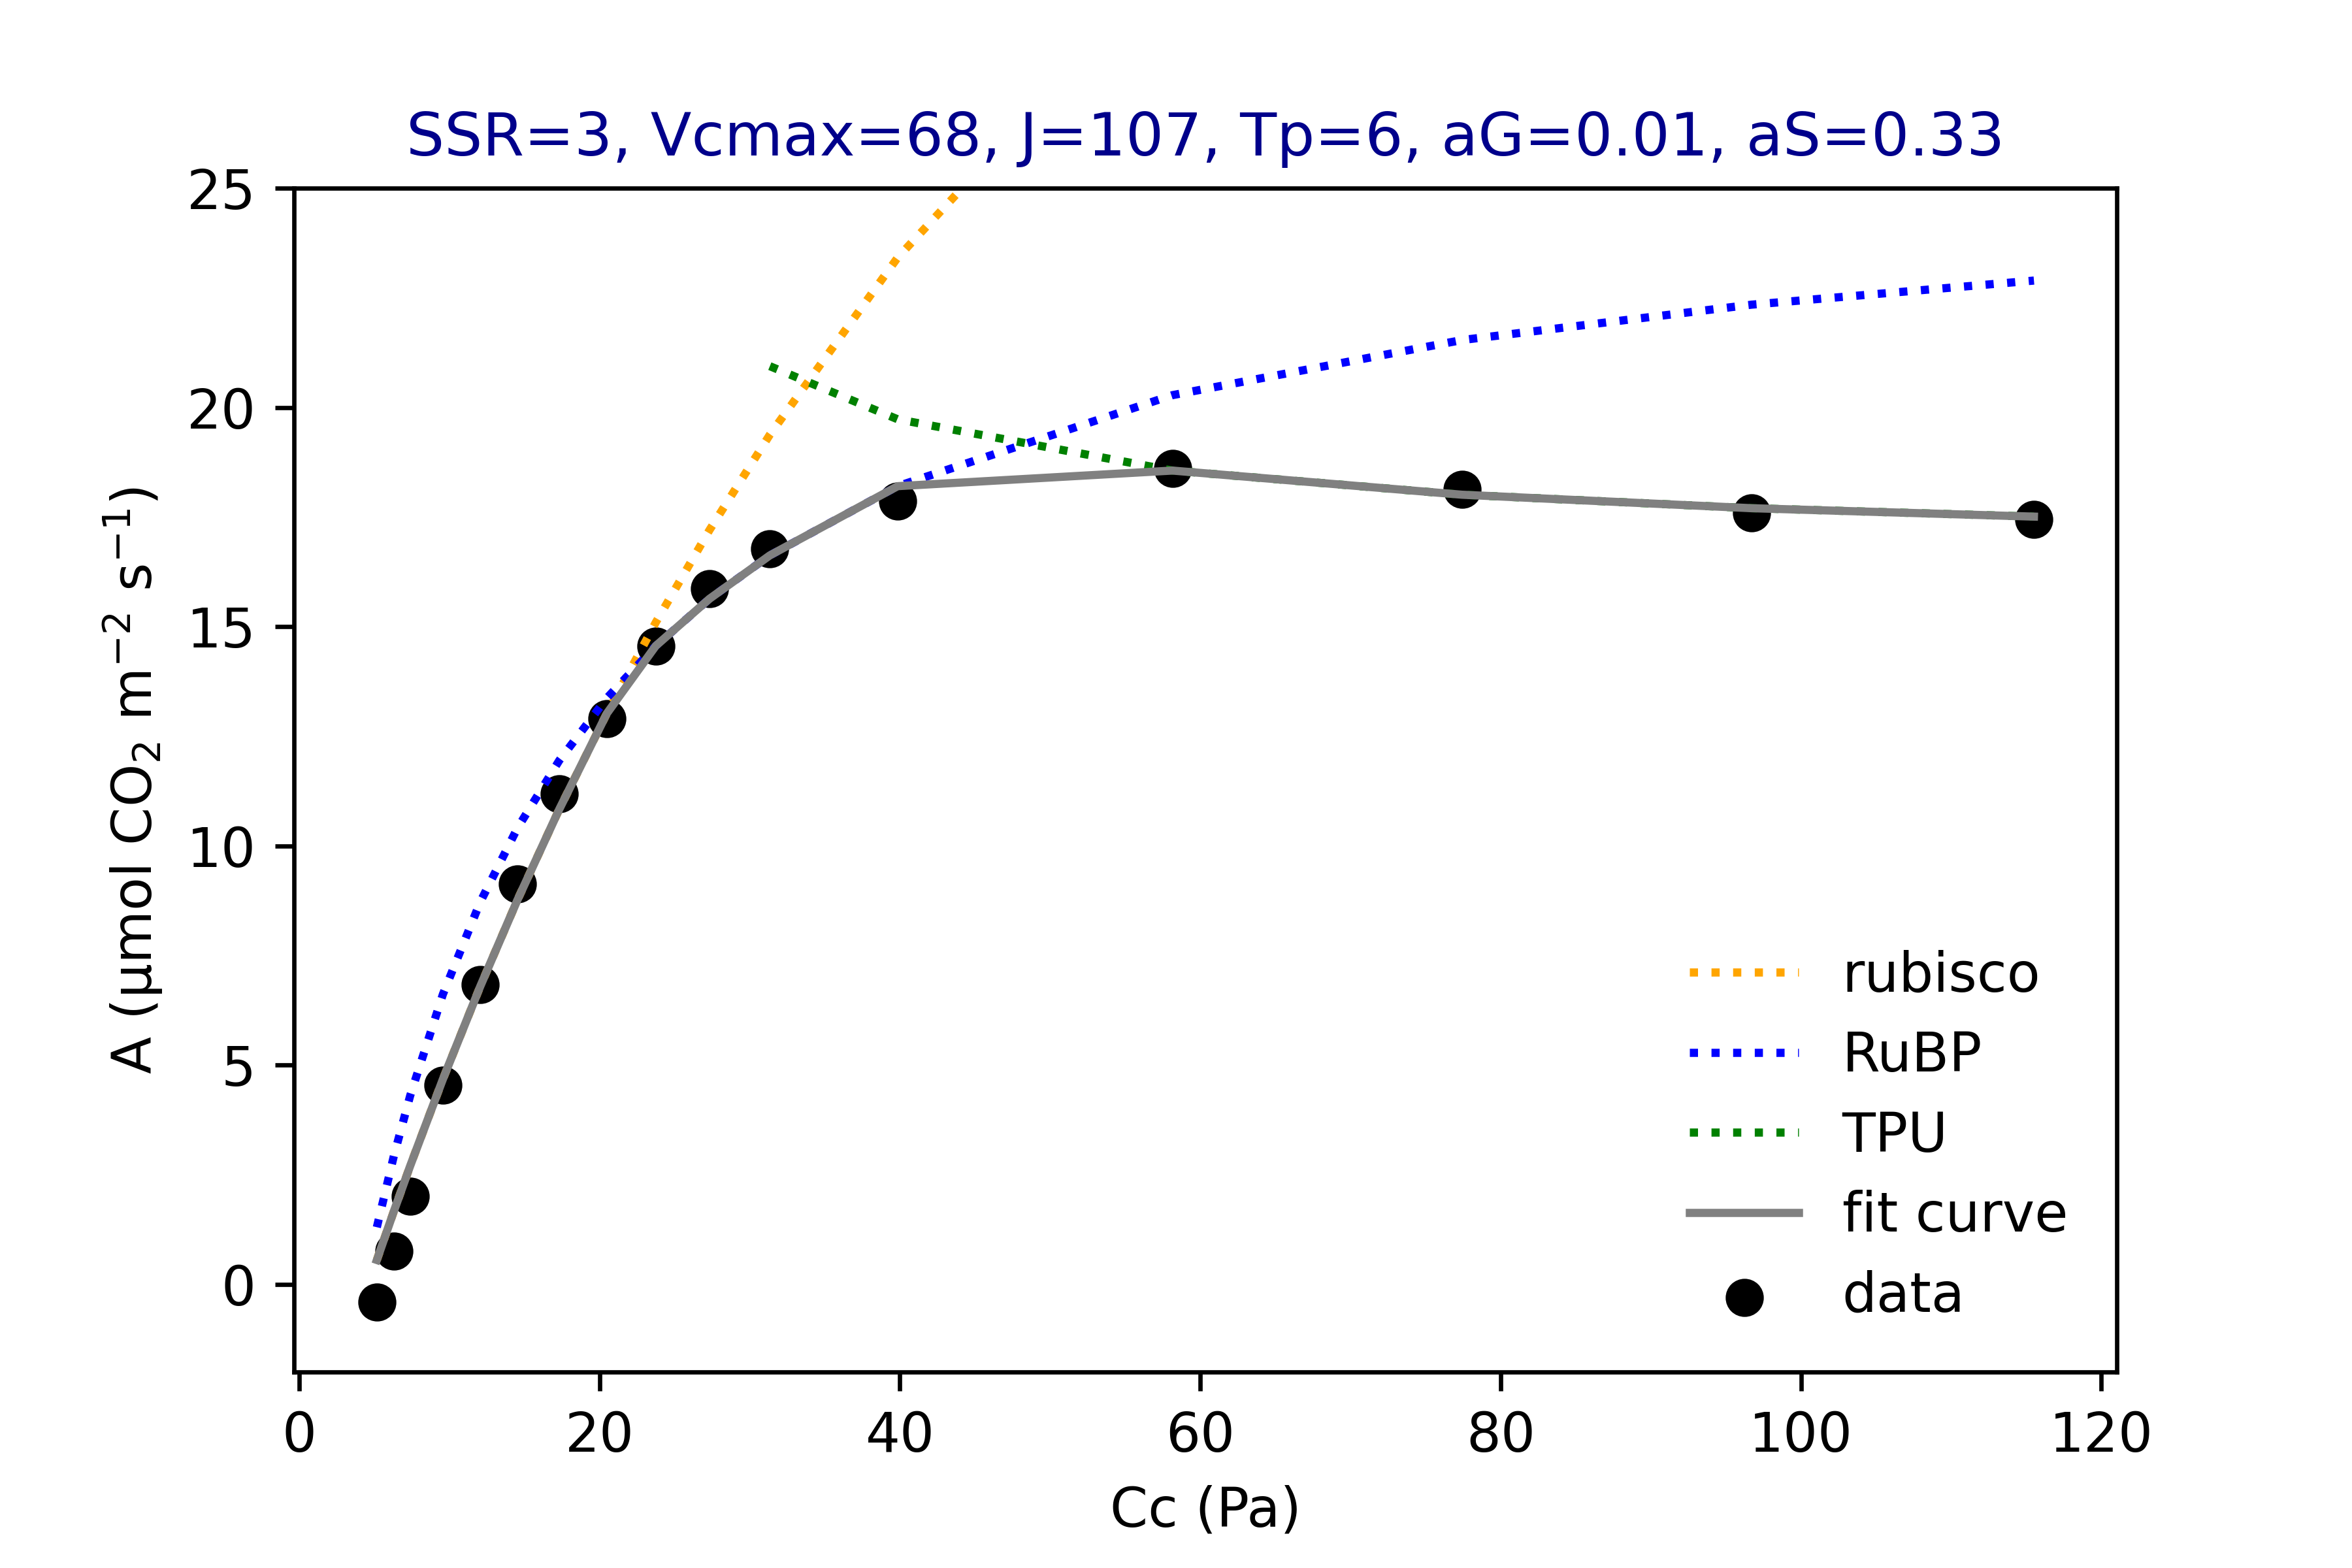 SSR=3, Vcmax=68, J=107, Tp=6, aG=0.01, aS=0.33
25
20
15
10
5
0
A (µmol CO₂ m⁻² s⁻¹)
rubisco
RuBP
TPU
fit curve
data
0 20 40 60 80 100 120
Cc (Pa)